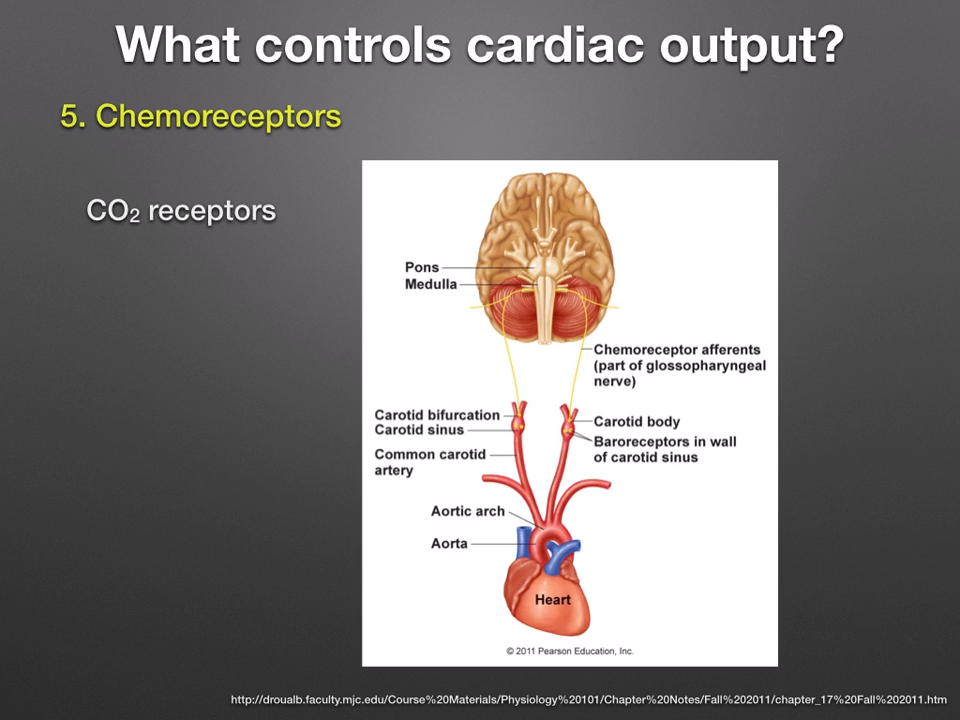 What controls cardiac output?
5. Chemoreceptors
CO₂ receptors
Pons
Medulla
Chemoreceptor afferents
(part of glossopharyngeal
nerve)
Carotid bifurcation
Carotid sinus
Common carotid
artery
Carotid body
Baroreceptors in wall
of carotid sinus
Aortic arch
Aorta
Heart
© 2011 Pearson Education, Inc.
http://droualb.faculty.mjc.edu/Course%20Materials/Physiology%20101/Chapter%20Notes/Fall%202011/chapter_17%20Fall%202011.htm